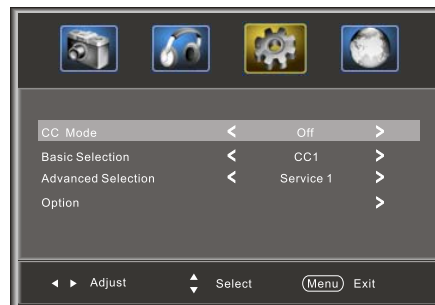 CC Mode < Off >
Basic Selection < CC1 >
Advanced Selection < Service 1 >
Option >
◄ ► Adjust ▲▼ Select Menu Exit